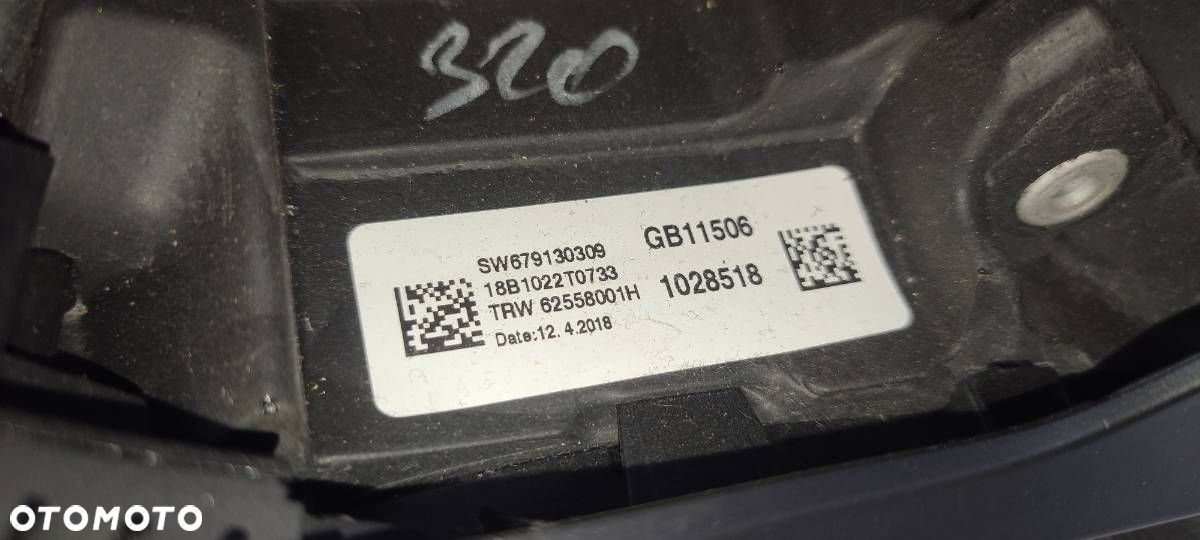 320
SW679130309
18B1022T0733
TRW 62558001H
Date:12. 4.2018
GB11506
1028518
OTOMOTO